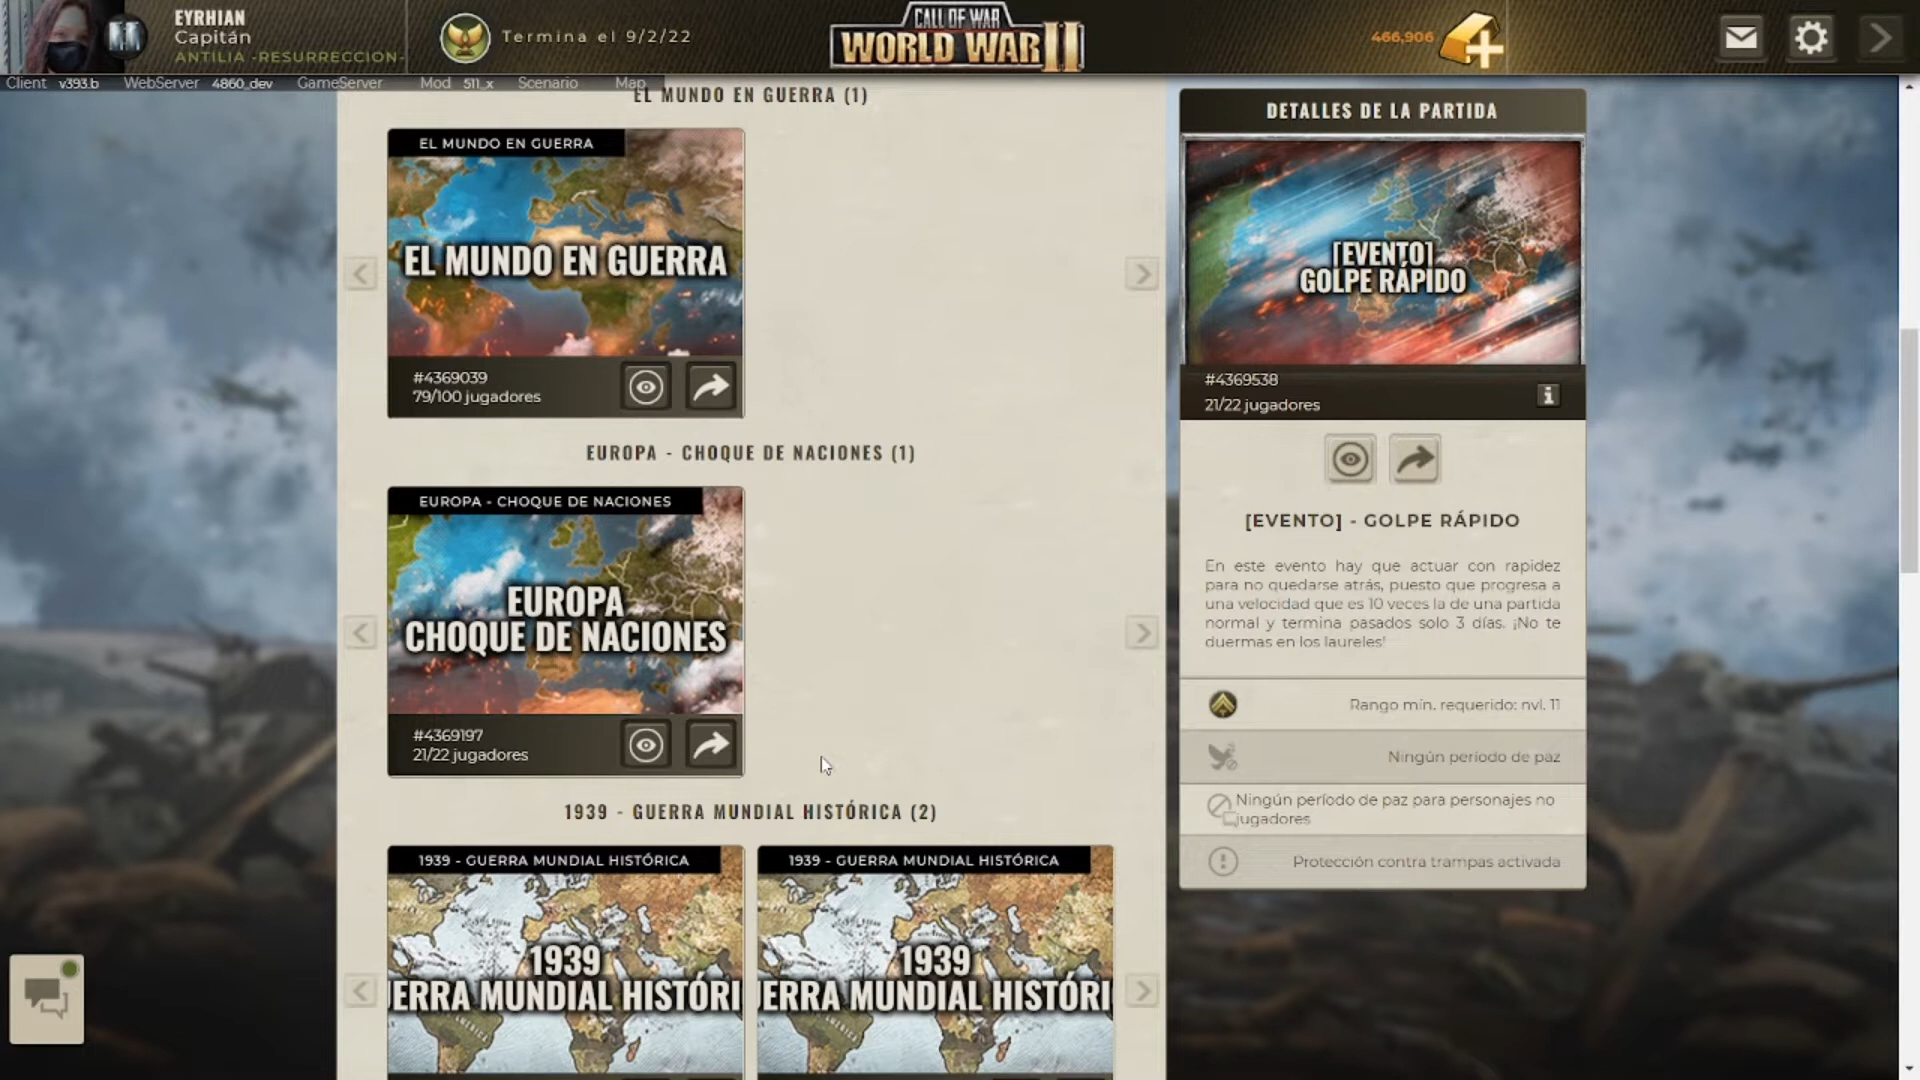 EYRHIAN
Capitán
ANTILIA -RESURRECCION-
Termina el 9/2/22
CALL OF WAR
WORLD WAR II
466,906
Client v393.b WebServer 4860_dev GameServer Mod 511_x Scenario Map
EL MUNDO EN GUERRA (1)
EL MUNDO EN GUERRA
EL MUNDO EN GUERRA
#4369039
79/100 jugadores
EUROPA - CHOQUE DE NACIONES (1)
EUROPA - CHOQUE DE NACIONES
EUROPA
CHOQUE DE NACIONES
#4369197
21/22 jugadores
1939 - GUERRA MUNDIAL HISTÓRICA (2)
1939 - GUERRA MUNDIAL HISTÓRICA
1939
ERRA MUNDIAL HISTÓRI
AMÉRICA
1939 - GUERRA MUNDIAL HISTÓRICA
1939
ERRA MUNDIAL HISTÓRI
AMÉRICA
DETALLES DE LA PARTIDA
[EVENTO]
GOLPE RÁPIDO
#4369538
21/22 jugadores
[EVENTO] - GOLPE RÁPIDO
En este evento hay que actuar con rapidez
para no quedarse atrás, puesto que progresa a
una velocidad que es 10 veces la de una partida
normal y termina pasados solo 3 días. ¡No te
duermas en los laureles!
Rango mín. requerido: nvl. 11
Ningún período de paz
Ningún período de paz para personajes no
jugadores
Protección contra trampas activada